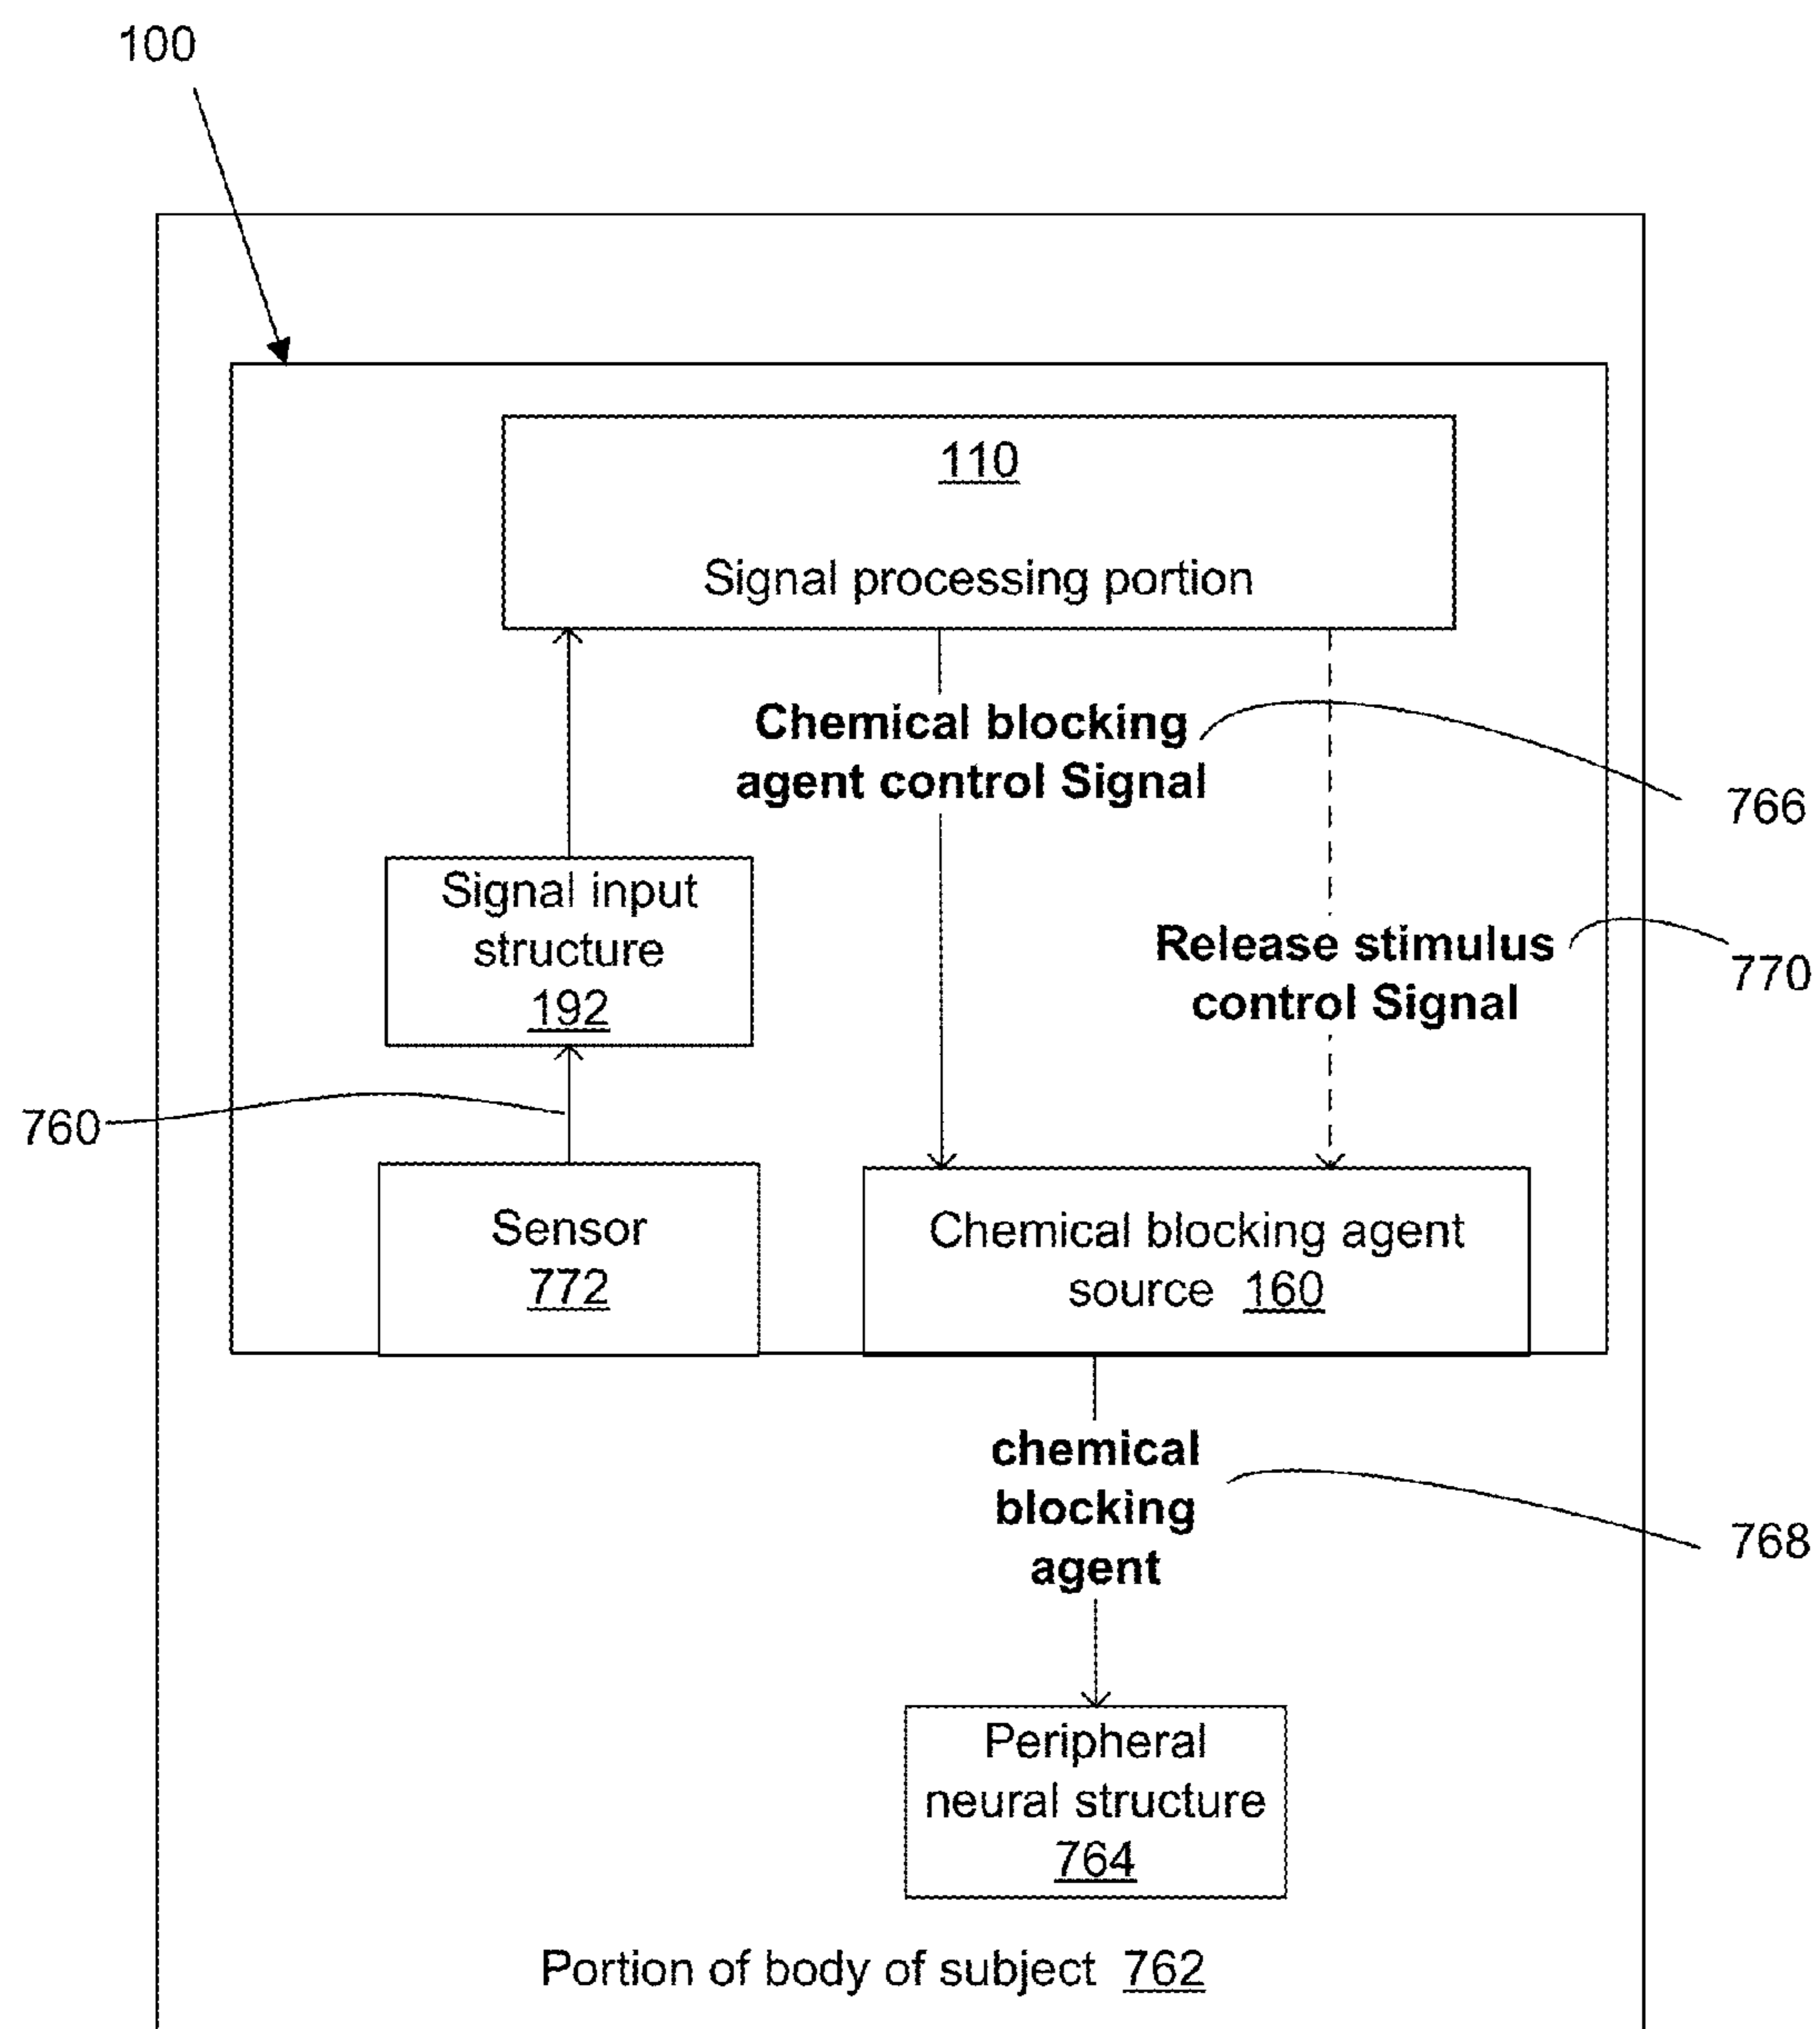 100
110
Signal processing portion
Chemical blocking
agent control Signal
766
Signal input
structure
192
Release stimulus
control Signal
770
760
Sensor
772
Chemical blocking agent
source 160
chemical
blocking
agent
768
Peripheral
neural structure
764
Portion of body of subject 762